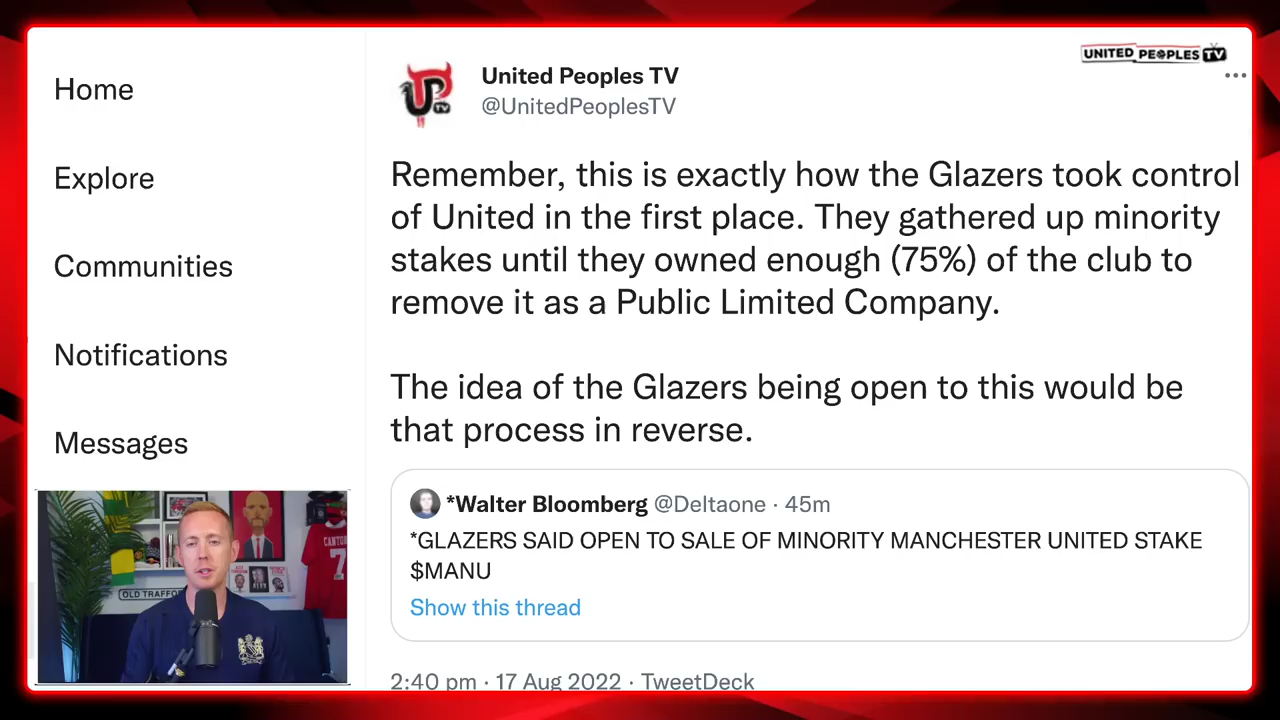 UNITED PEOPLES TV
Home
Explore
Communities
Notifications
Messages
United Peoples TV
@UnitedPeoplesTV
Remember, this is exactly how the Glazers took control
of United in the first place. They gathered up minority
stakes until they owned enough (75%) of the club to
remove it as a Public Limited Company.
The idea of the Glazers being open to this would be
that process in reverse.
*Walter Bloomberg @Deltaone · 45m
*GLAZERS SAID OPEN TO SALE OF MINORITY MANCHESTER UNITED STAKE
$MANU
Show this thread
2:40 pm · 17 Aug 2022 · TweetDeck
OLD TRAFFO
CANTON
7